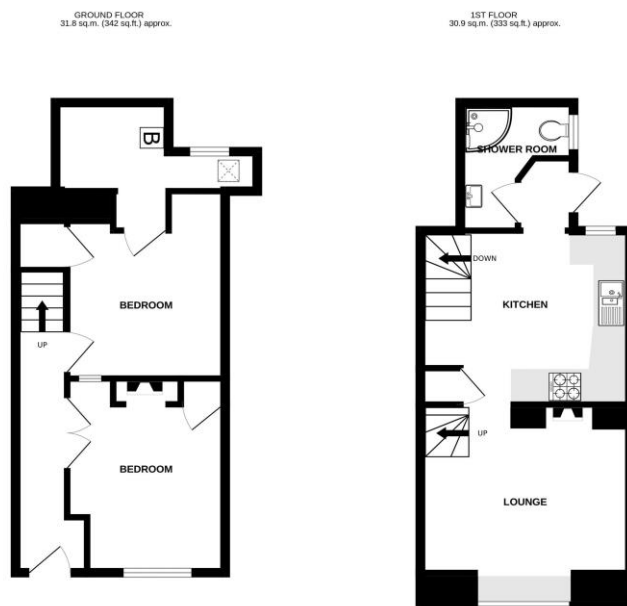 GROUND FLOOR
31.8 sq.m. (342 sq.ft.) approx.
B
BEDROOM
UP
BEDROOM
1ST FLOOR
30.9 sq.m. (333 sq.ft.) approx.
SHOWER ROOM
DOWN
KITCHEN
UP
LOUNGE